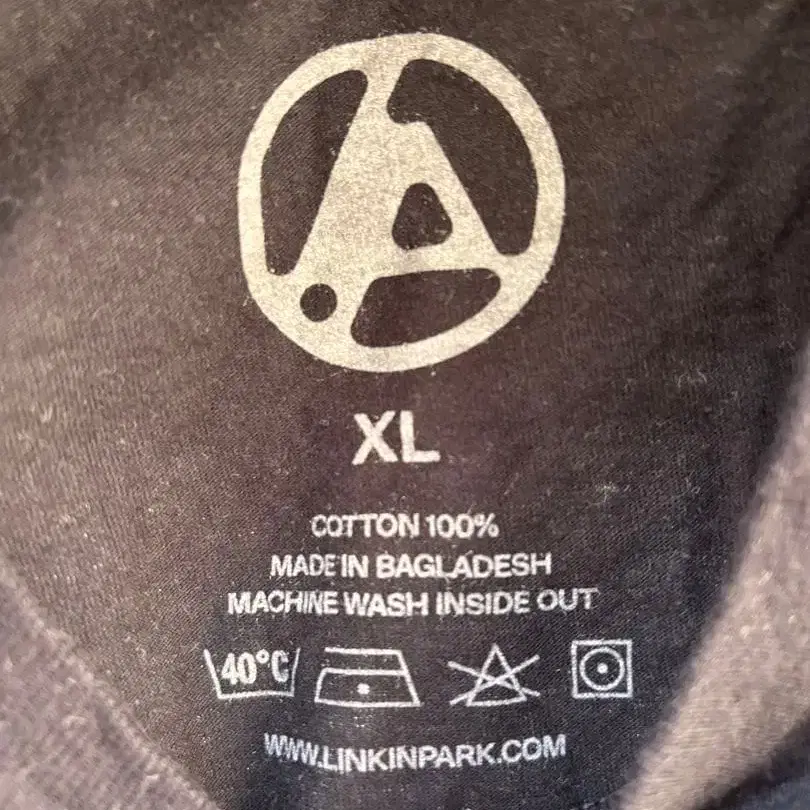 XL
COTTON 100%
MADE IN BAGLADESH
MACHINE WASH INSIDE OUT
40°C
WWW.LINKINPARK.COM